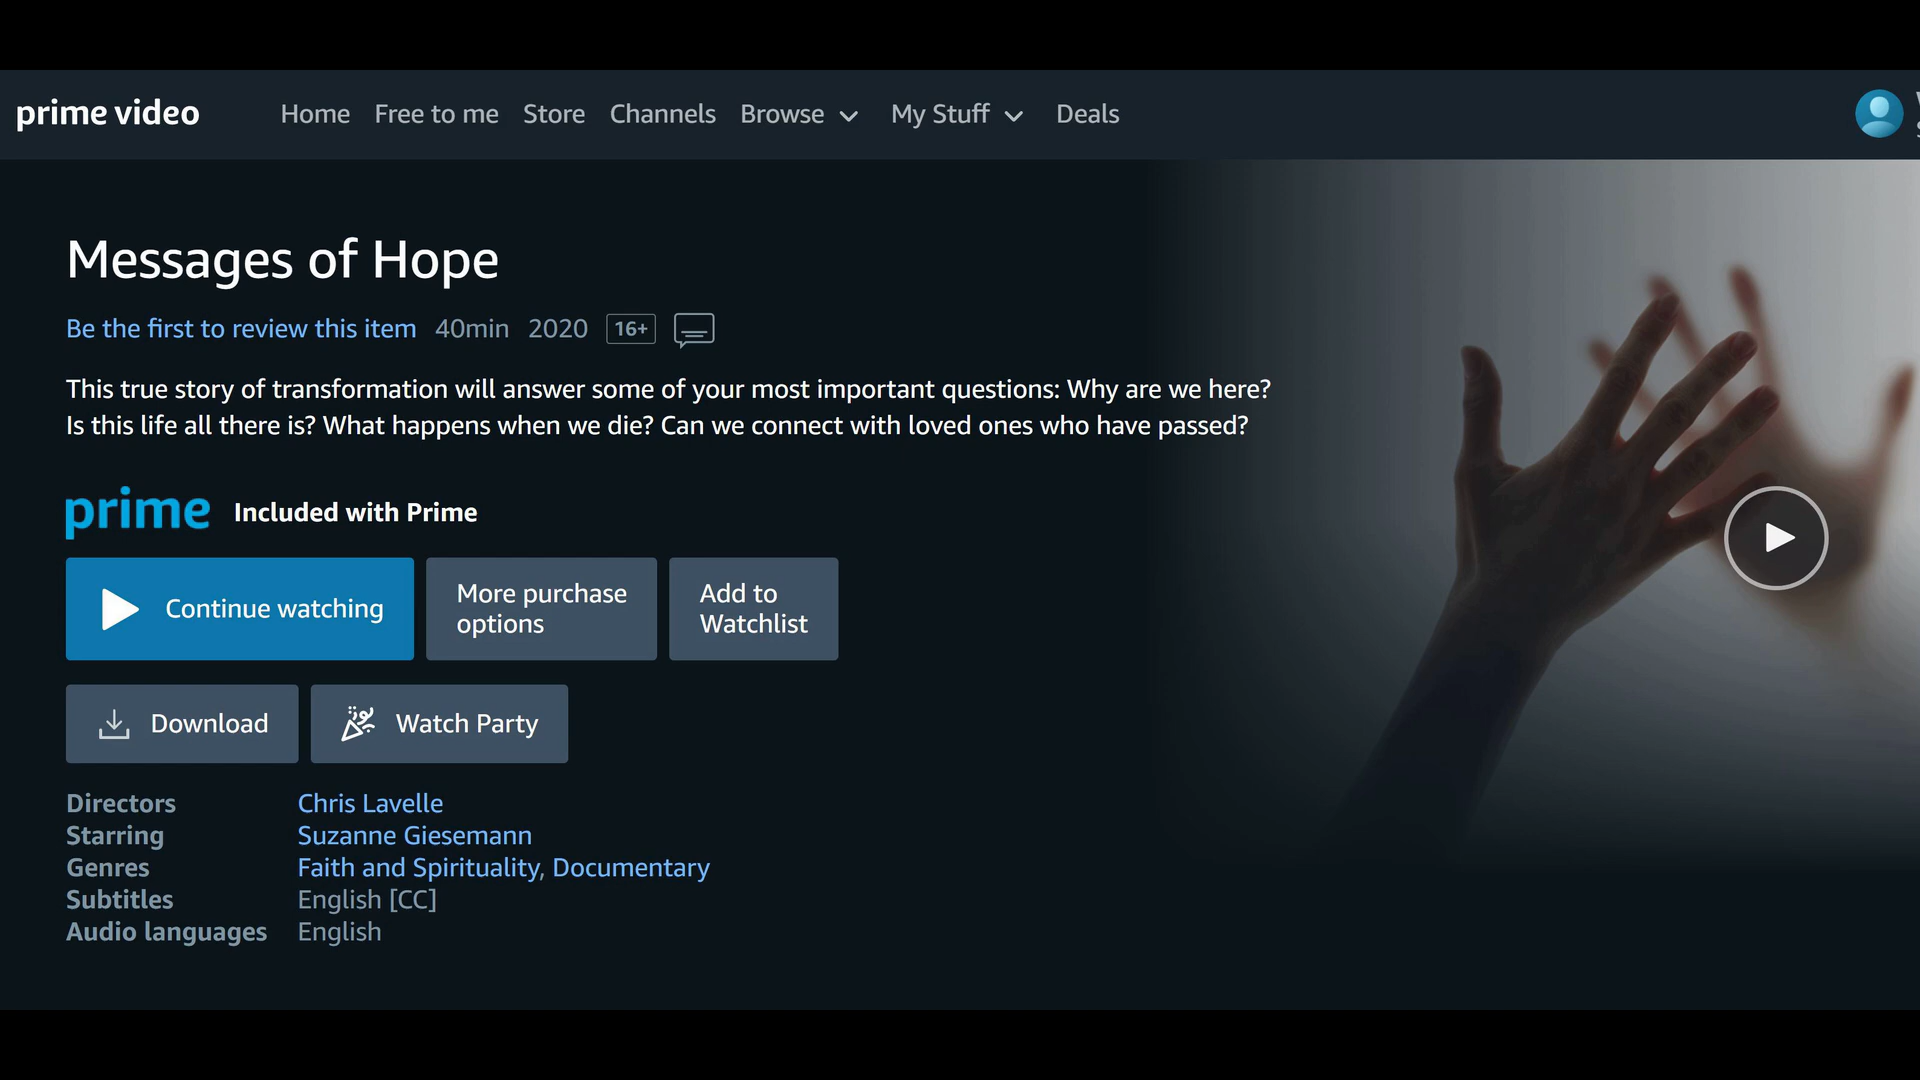 prime video Home Free to me Store Channels Browse My Stuff Deals
Messages of Hope
Be the first to review this item 40min 2020 16+
This true story of transformation will answer some of your most important questions: Why are we here?
Is this life all there is? What happens when we die? Can we connect with loved ones who have passed?
prime Included with Prime
Continue watching
More purchase
options
Add to
Watchlist
Download
Watch Party
Directors Chris Lavelle
Starring Suzanne Giesemann
Genres Faith and Spirituality, Documentary
Subtitles English [CC]
Audio languages English